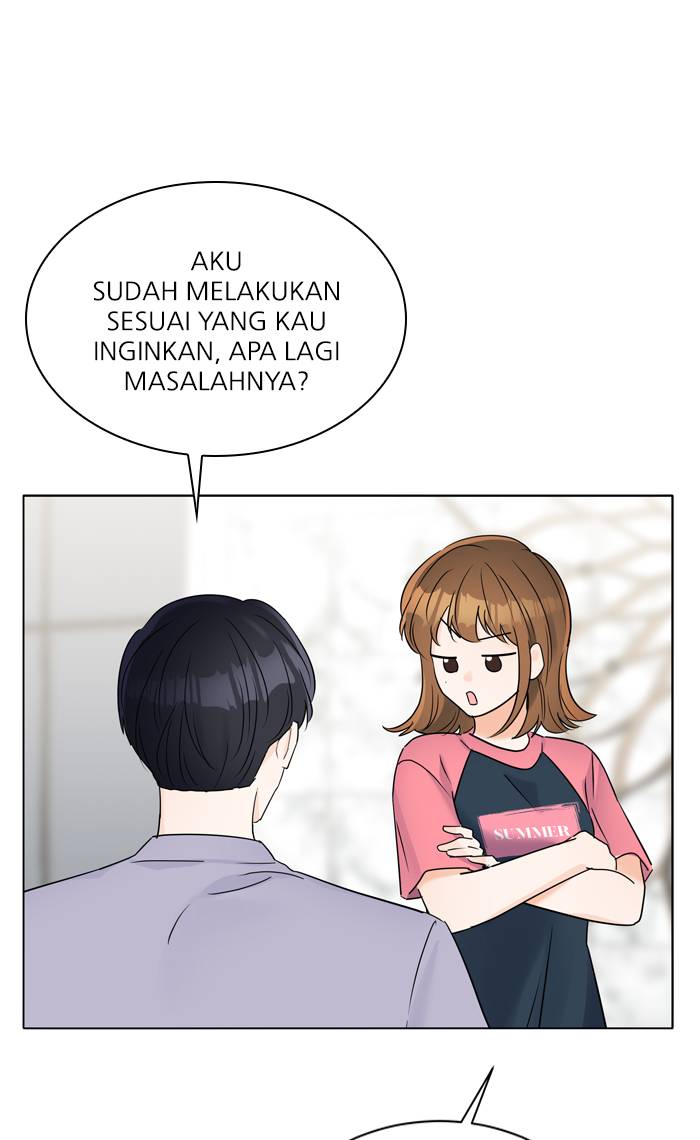 AKU
SUDAH MELAKUKAN
SESUAI YANG KAU
INGINKAN, APA LAGI
MASALAHNYA?
SUMMER